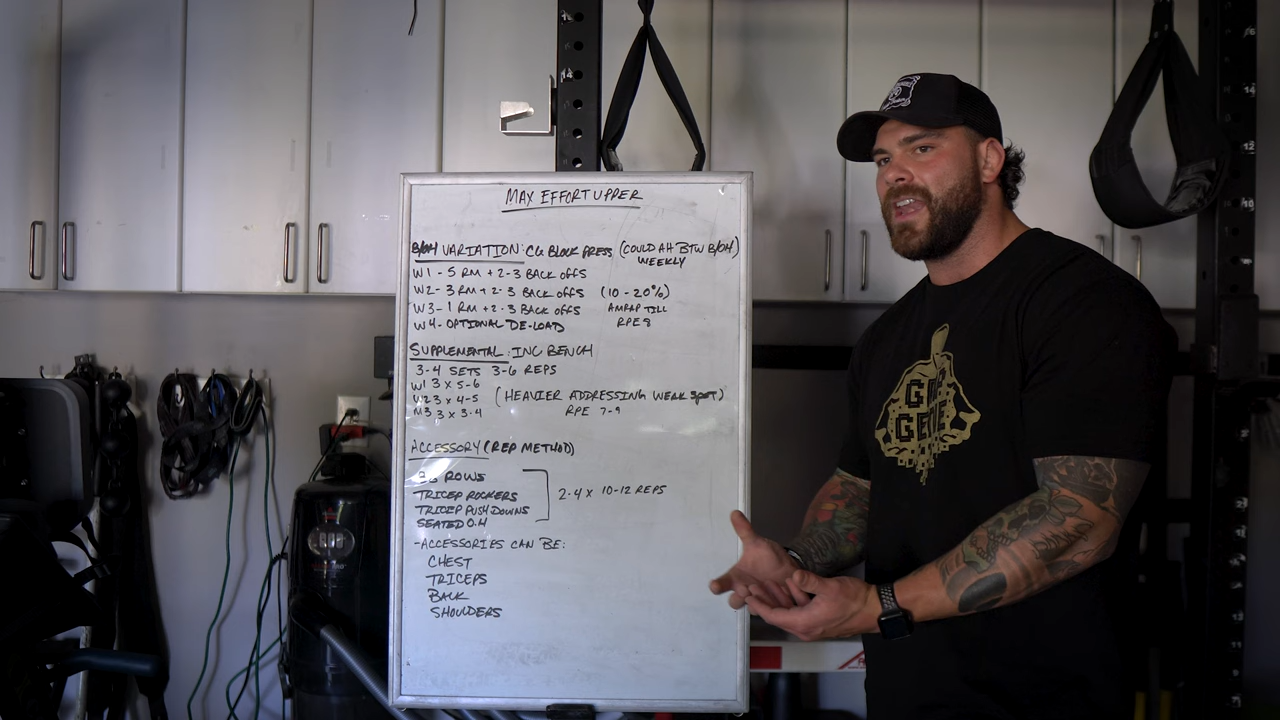 MAX EFFORT UPPER
B/OH VARIATION: CG BLOCK PRESS (COULD AH BTW B/OH)
WEEKLY
W1 - 5 RM + 2-3 BACK OFFS
W2 - 3 RM + 2-3 BACK OFFS (10-20%)
W3 - 1 RM + 2-3 BACK OFFS AMRAP TILL
W4 - OPTIONAL DE-LOAD RPE 8
SUPPLEMENTAL: INC BENCH
3-4 SETS 3-6 REPS
W1 3 x 5-6
W2 3 x 4-5 (HEAVIER ADDRESSING WEAK SPOT)
W3 3 x 3-4 RPE 7-9
ACCESSORY (REP METHOD)
ROWS
TRICEP ROCKERS 2-4 x 10-12 REPS
TRICEP PUSH DOWNS
SEATED O.H
-ACCESSORIES CAN BE:
CHEST
TRICEPS
BACK
SHOULDERS